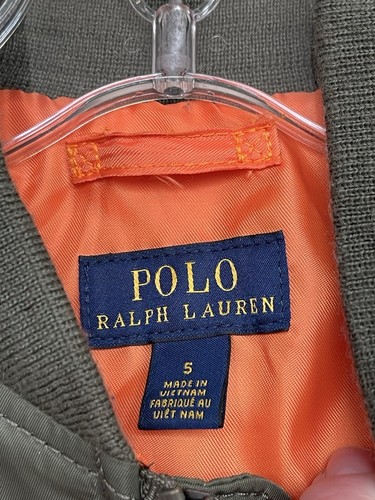 POLO
RALPH LAUREN
5
MADE IN
VIETNAM
FABRIQUÉ AU
VIÊT NAM